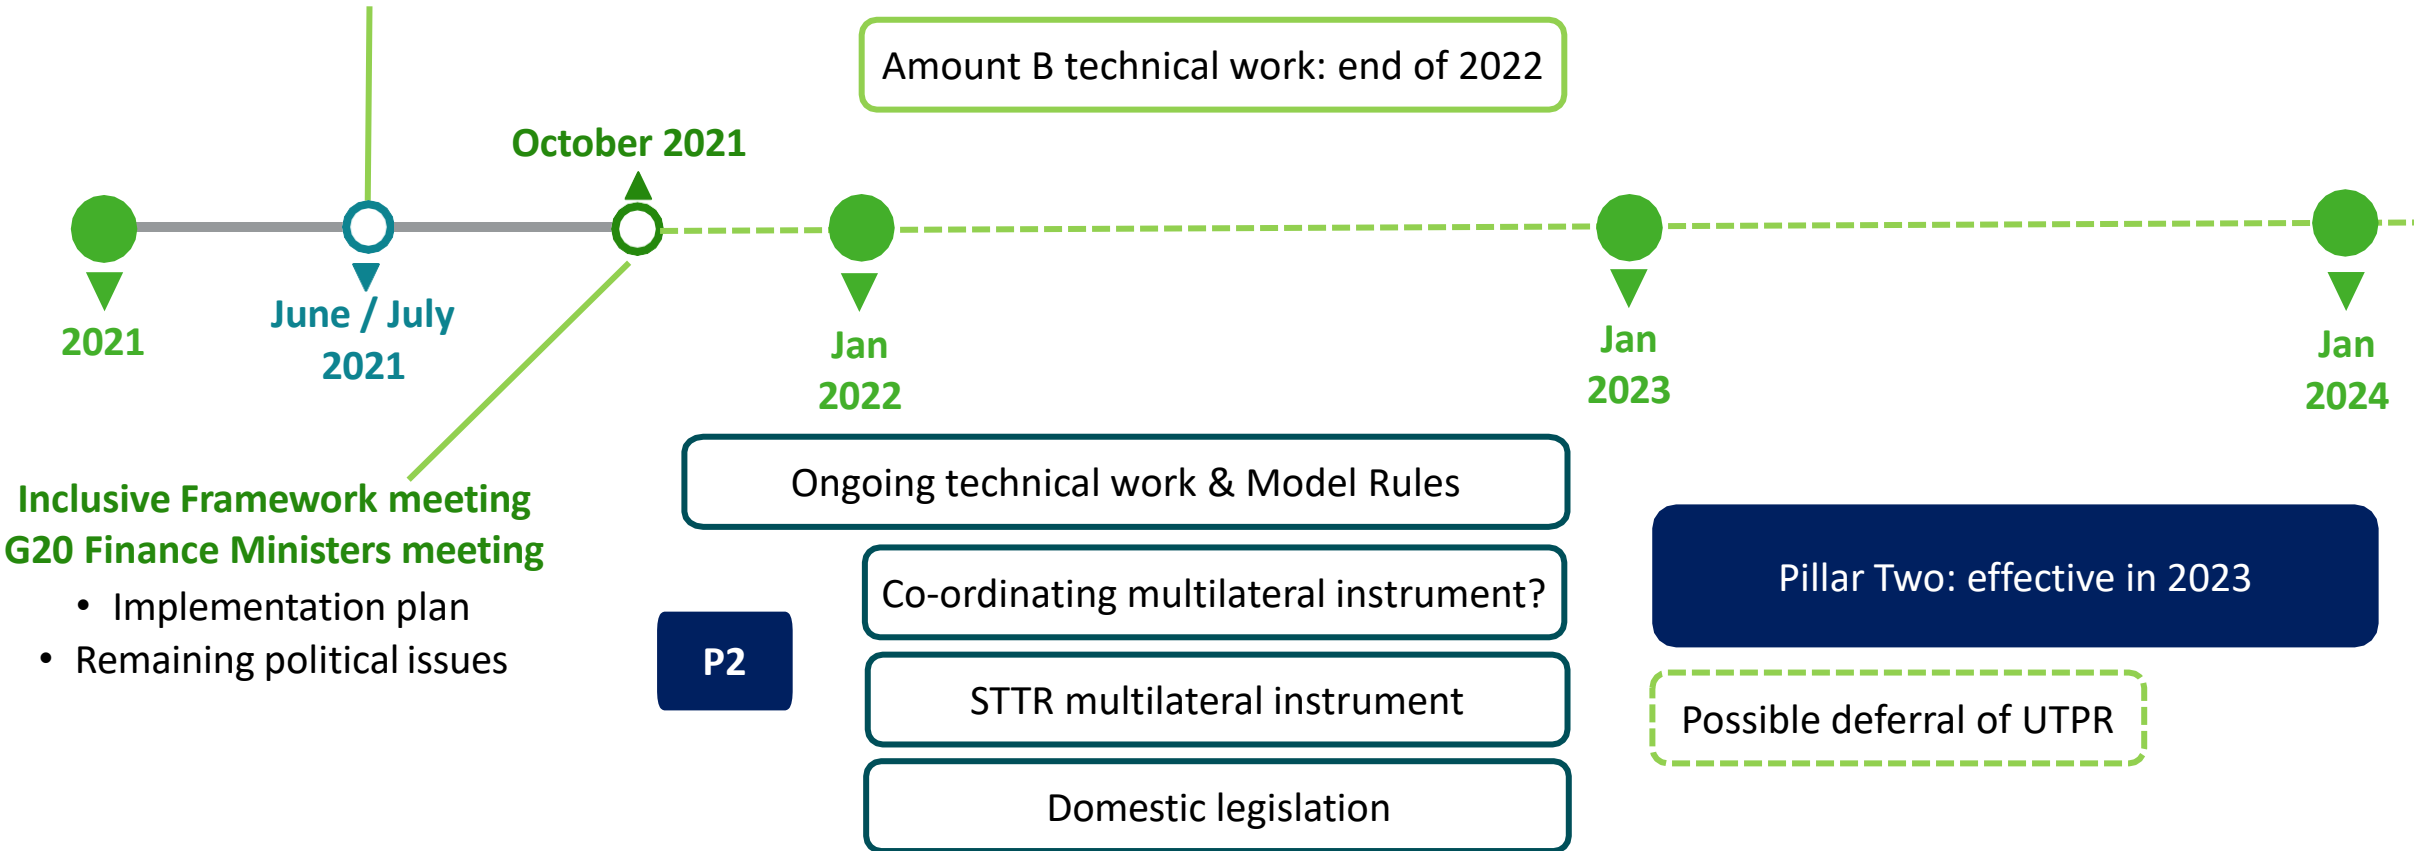 Amount B technical work: end of 2022
October 2021
2021
June / July
2021
Jan
2022
Jan
2023
Jan
2024
Inclusive Framework meeting
G20 Finance Ministers meeting
• Implementation plan
• Remaining political issues
P2
Ongoing technical work & Model Rules
Co-ordinating multilateral instrument?
STTR multilateral instrument
Domestic legislation
Pillar Two: effective in 2023
Possible deferral of UTPR